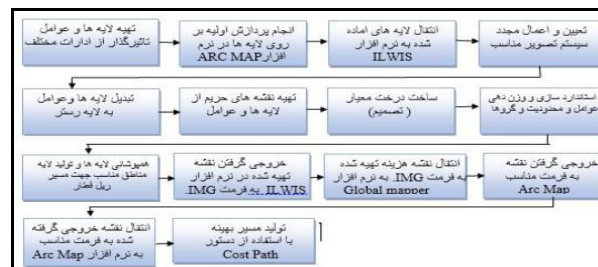 تهیه لایه ها و عوامل
تاثیرگذار از ادارات مختلف
انجام پردازش اولیه بر
روی لایه ها در نرم
افزار ARC MAP
انتقال لایه های اماده
شده به نرم افزار
ILWIS
تعیین و اعمال مجدد
سیستم تصویر مناسب
تبدیل لایه ها وعوامل
به لایه رستر
تهیه نقشه های حریم از
لایه ها و عوامل
ساخت درخت معیار
( تصمیم)
استاندارد سازی و وزن دهی
عوامل و محدودیت و گروها
همپوشانی لایه ها و تولید لایه
مناطق مناسب جهت مسیر
ریل قطار
خروجی گرفتن نقشه
تهیه شده در نرم افزار
ILWIS به فرمت IMG.
انتقال نقشه هزینه تهیه شده
به فرمت IMG. به نرم افزار
Global mapper
خروجی گرفتن نقشه
به فرمت مناسب
Arc Map
انتقال نقشه خروجی گرفته
شده به فرمت مناسب
به نرم افزار Arc Map
تولید مسیر بهینه
با استفاده از دستور
Cost Path